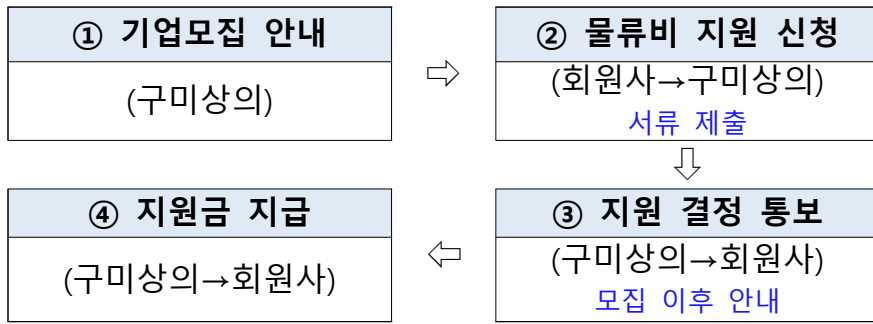 ① 기업모집 안내
(구미상의)
⇨
② 물류비 지원 신청
(회원사→구미상의)
서류 제출
⇩
③ 지원 결정 통보
(구미상의→회원사)
모집 이후 안내
⇦
④ 지원금 지급
(구미상의→회원사)